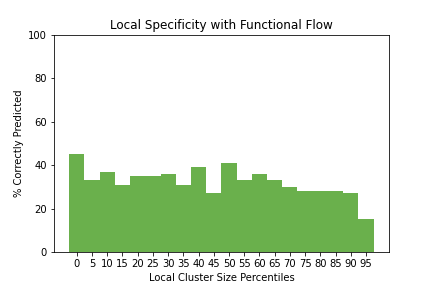 Local Specificity with Functional Flow
100
80
60
40
20
0
% Correctly Predicted
0 5 10 15 20 25 30 35 40 45 50 55 60 65 70 75 80 85 90 95
Local Cluster Size Percentiles